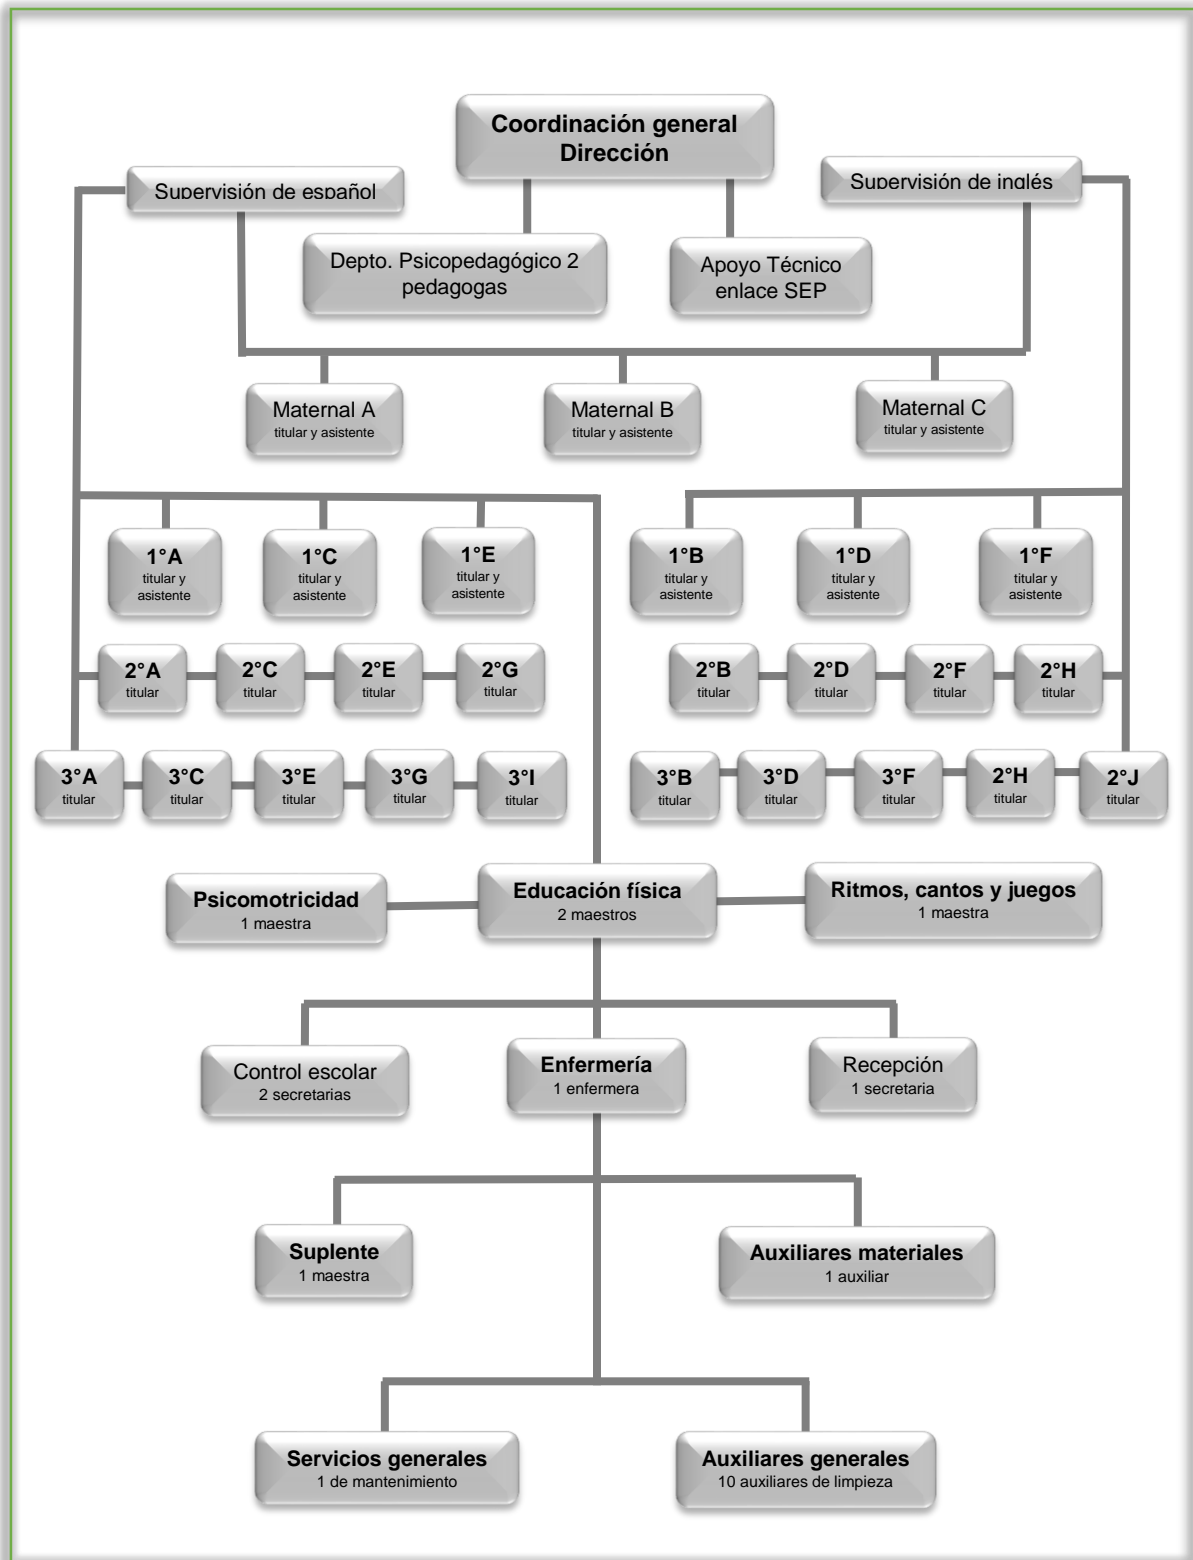 Coordinación general
Dirección
Supervisión de español
Supervisión de inglés
Depto. Psicopedagógico 2
pedagogas
Apoyo Técnico
enlace SEP
Maternal A
titular y asistente
Maternal B
titular y asistente
Maternal C
titular y asistente
1°A
titular y
asistente
1°C
titular y
asistente
1°E
titular y
asistente
1°B
titular y
asistente
1°D
titular y
asistente
1°F
titular y
asistente
2°A
titular
2°C
titular
2°E
titular
2°G
titular
2°B
titular
2°D
titular
2°F
titular
2°H
titular
3°A
titular
3°C
titular
3°E
titular
3°G
titular
3°I
titular
3°B
titular
3°D
titular
3°F
titular
2°H
titular
2°J
titular
Psicomotricidad
1 maestra
Educación física
2 maestros
Ritmos, cantos y juegos
1 maestra
Control escolar
2 secretarias
Enfermería
1 enfermera
Recepción
1 secretaria
Suplente
1 maestra
Auxiliares materiales
1 auxiliar
Servicios generales
1 de mantenimiento
Auxiliares generales
10 auxiliares de limpieza